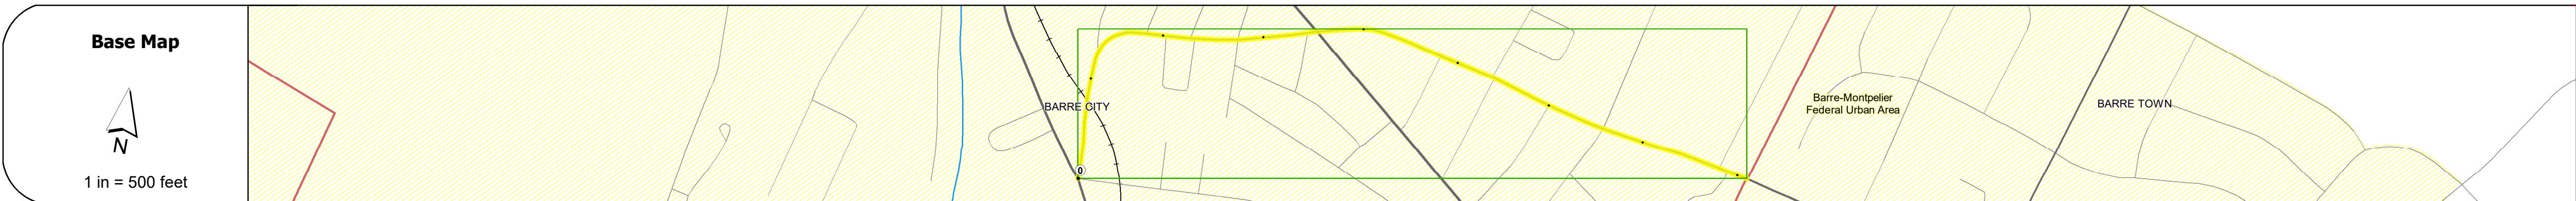 Base Map
N
1 in = 500 feet
BARRE CITY
0
Barre-Montpelier
Federal Urban Area
BARRE TOWN